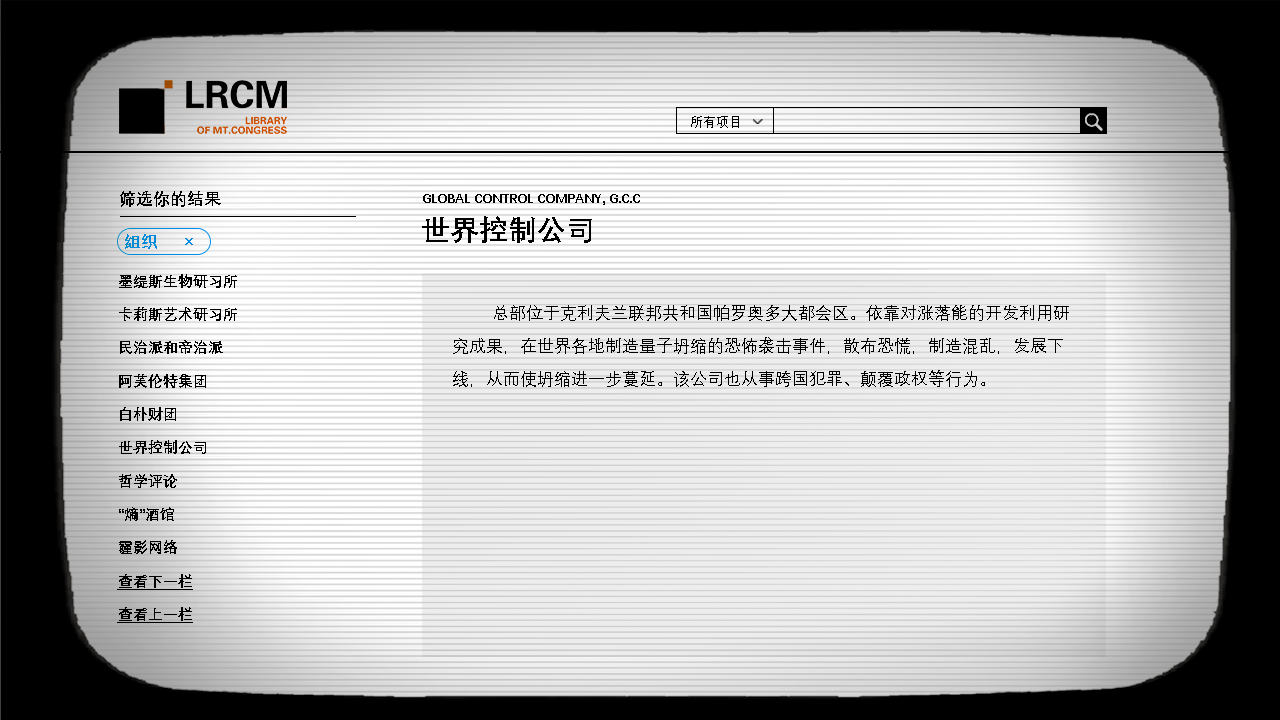 LRCM
LIBRARY
OF MT.CONGRESS
所有项目
筛选你的结果
组织 ×
墨缇斯生物研习所
卡莉斯艺术研习所
民治派和帝治派
阿芙伦特集团
白朴财团
世界控制公司
哲学评论
“熵”酒馆
霾影网络
查看下一栏
查看上一栏
GLOBAL CONTROL COMPANY, G.C.C
世界控制公司
总部位于克利夫兰联邦共和国帕罗奥多大都会区。依靠对涨落能的开发利用研
究成果，在世界各地制造量子坍缩的恐怖袭击事件，散布恐慌，制造混乱，发展下
线，从而使坍缩进一步蔓延。该公司也从事跨国犯罪、颠覆政权等行为。